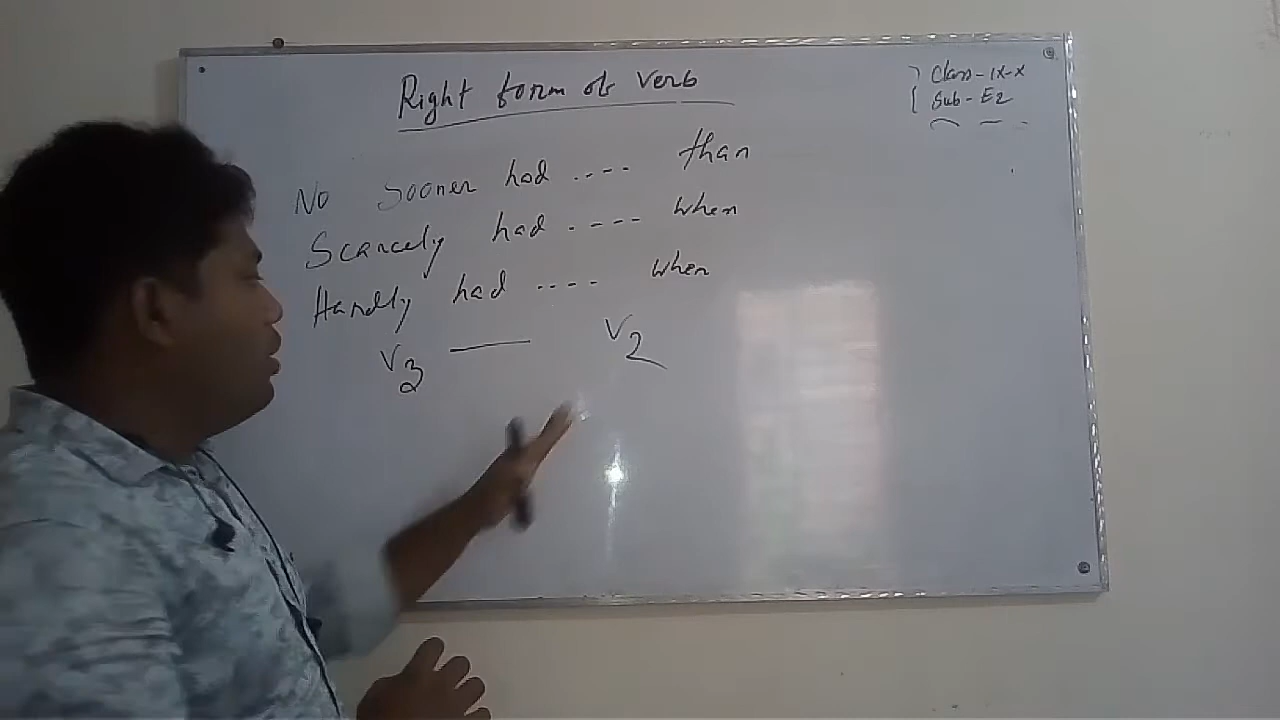 Right form of Verb
Class - IX-X
Sub - E2
No sooner had .... than
Scarcely had .... when
Hardly had .... when
V3 — V2